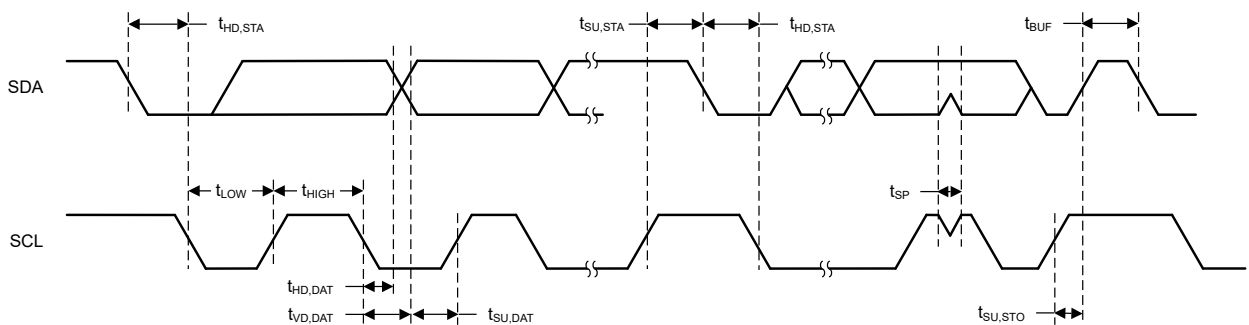 tHD,STA tSU,STA tHD,STA tBUF
SDA
tLOW tHIGH tSP
SCL
tHD,DAT
tVD,DAT tSU,DAT tSU,STO